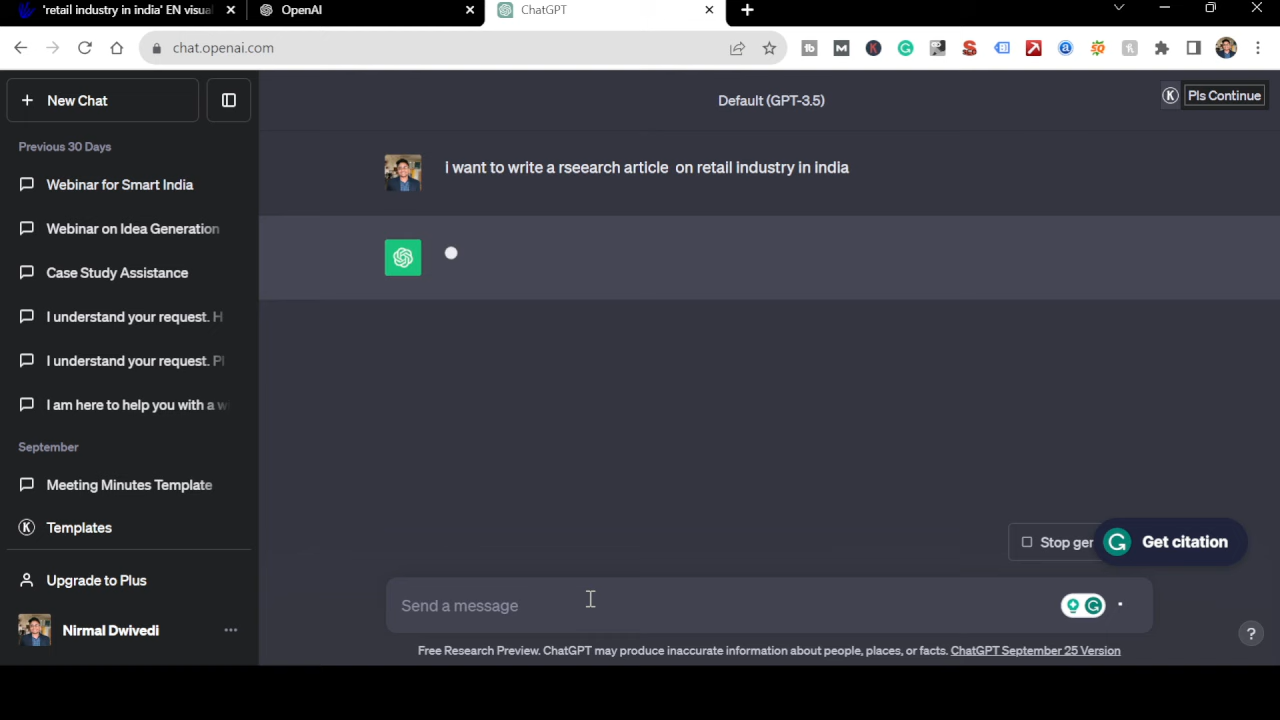 'retail industry in india' EN visua
OpenAI
ChatGPT
chat.openai.com
New Chat
Default (GPT-3.5)
Pls Continue
Previous 30 Days
i want to write a rseearch article on retail industry in india
Webinar for Smart India
Webinar on Idea Generation
Case Study Assistance
I understand your request. H
I understand your request. Pl
I am here to help you with a w
September
Meeting Minutes Template
Templates
Stop ger
Get citation
Upgrade to Plus
Send a message
Nirmal Dwivedi
Free Research Preview. ChatGPT may produce inaccurate information about people, places, or facts. ChatGPT September 25 Version